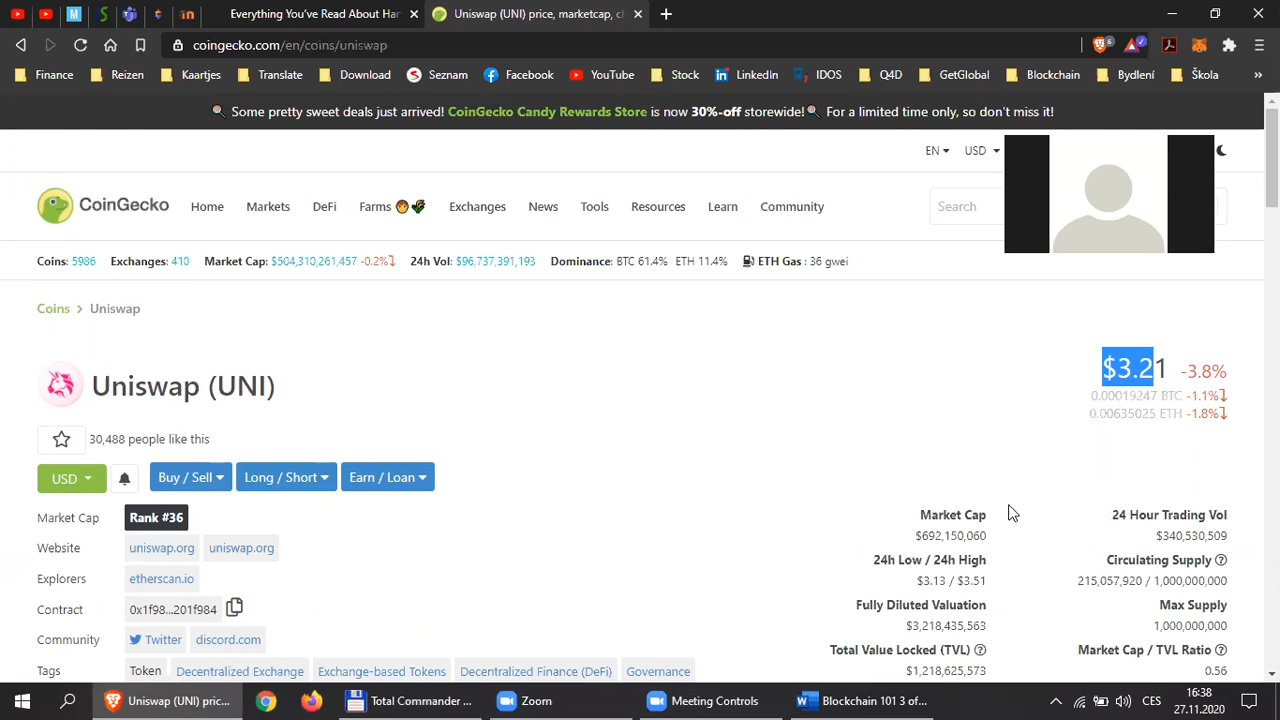 Everything You've Read About Har
Uniswap (UNI) price, marketcap, c
coingecko.com/en/coins/uniswap
6
Finance Reizen Kaartjes Translate Download Seznam Facebook YouTube Stock LinkedIn IDOS Q4D GetGlobal Blockchain Bydlení Škola »
Some pretty sweet deals just arrived! CoinGecko Candy Rewards Store is now 30%-off storewide! For a limited time only, so don't miss it!
EN USD
CoinGecko Home Markets DeFi Farms Exchanges News Tools Resources Learn Community Search
Coins: 5986 Exchanges: 410 Market Cap: $504,310,261,457 -0.2% 24h Vol: $96,737,391,193 Dominance: BTC 61.4% ETH 11.4% ETH Gas : 36 gwei
Coins > Uniswap
Uniswap (UNI)
$3.21 -3.8%
0.00019247 BTC -1.1%
0.00635025 ETH -1.8%
30,488 people like this
USD Buy / Sell Long / Short Earn / Loan
Market Cap Rank #36
Website uniswap.org uniswap.org
Explorers etherscan.io
Contract 0x1f98...201f984
Community Twitter discord.com
Tags Token Decentralized Exchange Exchange-based Tokens Decentralized Finance (DeFi) Governance
Market Cap
$692,150,060
24h Low / 24h High
$3.13 / $3.51
Fully Diluted Valuation
$3,218,435,563
Total Value Locked (TVL)
$1,218,625,573
24 Hour Trading Vol
$340,530,509
Circulating Supply
215,057,920 / 1,000,000,000
Max Supply
1,000,000,000
Market Cap / TVL Ratio
0.56
Uniswap (UNI) pric... Total Commander ... Zoom Meeting Controls Blockchain 101 3 of... CES
16:38
27.11.2020